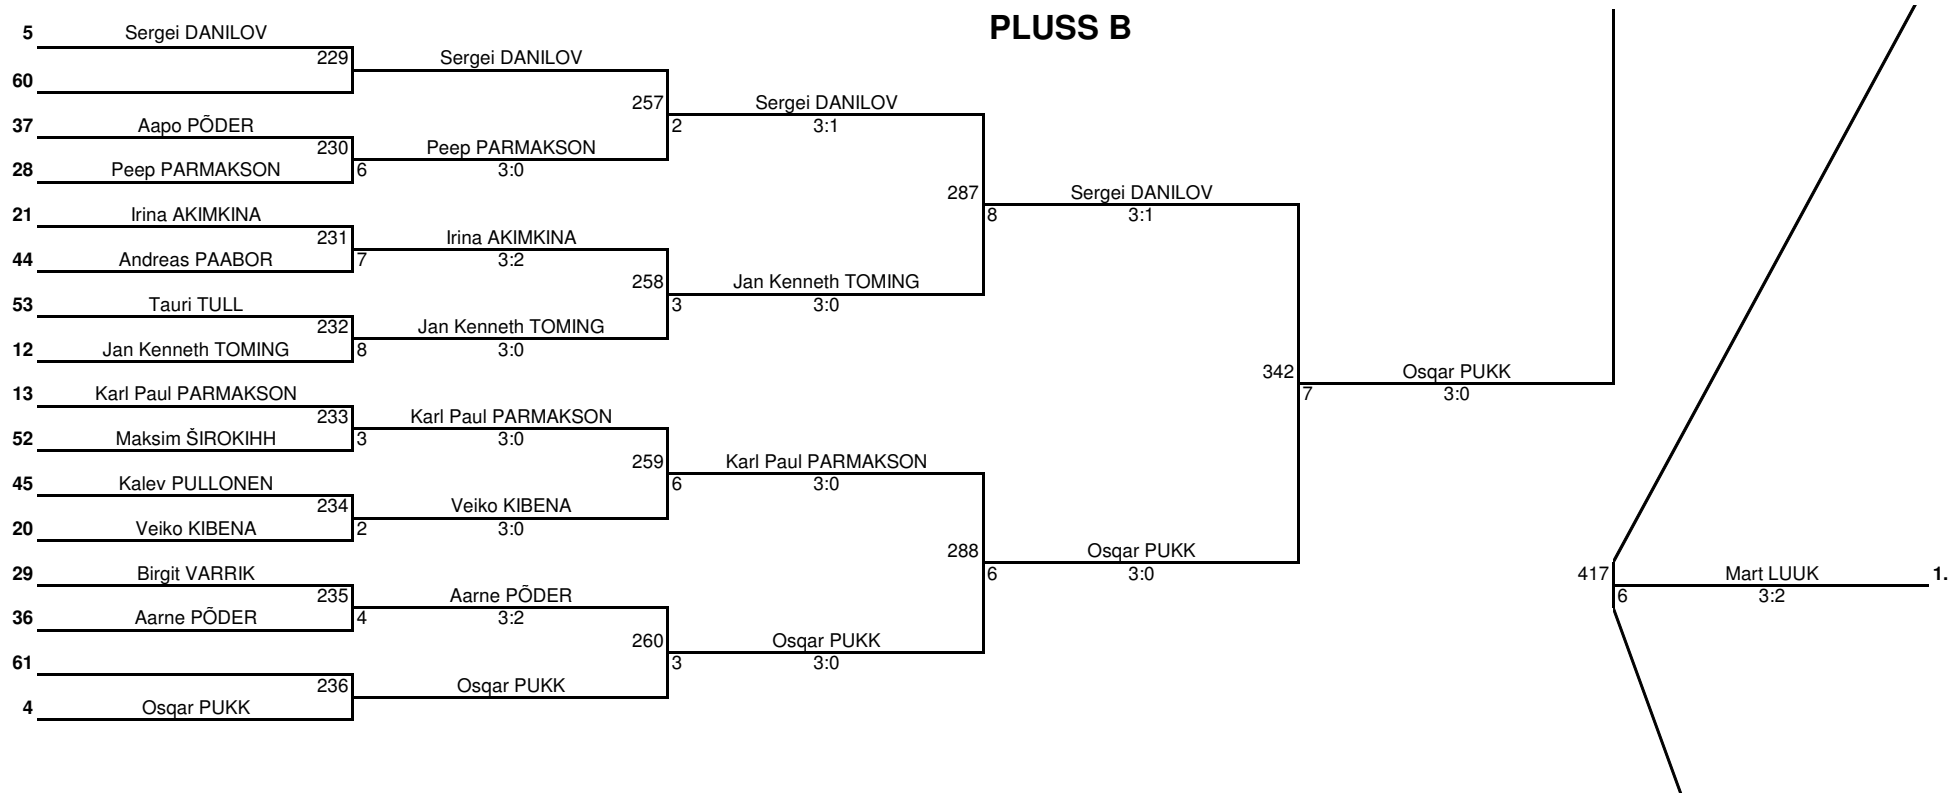 PLUSS B
5 Sergei DANILOV
229 Sergei DANILOV
60
257 Sergei DANILOV
37 Aapo PÕDER
2 3:1
230 Peep PARMAKSON
28 Peep PARMAKSON
6 3:0
287 Sergei DANILOV
21 Irina AKIMKINA
8 3:1
231 Irina AKIMKINA
44 Andreas PAABOR
7 3:2
258 Jan Kenneth TOMING
53 Tauri TULL
3 3:0
232 Jan Kenneth TOMING
12 Jan Kenneth TOMING
8 3:0
342 Osqar PUKK
13 Karl Paul PARMAKSON
7 3:0
233 Karl Paul PARMAKSON
52 Maksim ŠIROKIHH
3 3:0
259 Karl Paul PARMAKSON
45 Kalev PULLONEN
6 3:0
234 Veiko KIBENA
20 Veiko KIBENA
2 3:0
288 Osqar PUKK
29 Birgit VARRIK
6 3:0
417 Mart LUUK 1.
235 Aarne PÕDER
6 3:2
36 Aarne PÕDER
4 3:2
260 Osqar PUKK
61
3 3:0
236 Osqar PUKK
4 Osqar PUKK